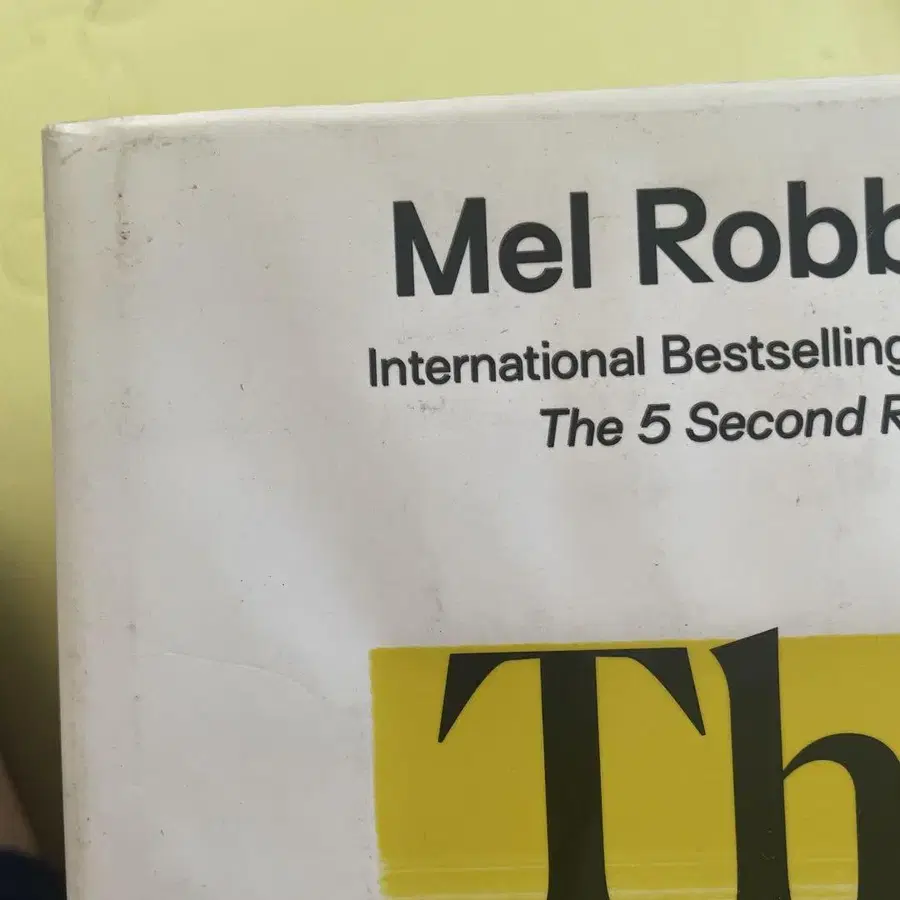 Mel Robb
International Bestselling
The 5 Second R
Th